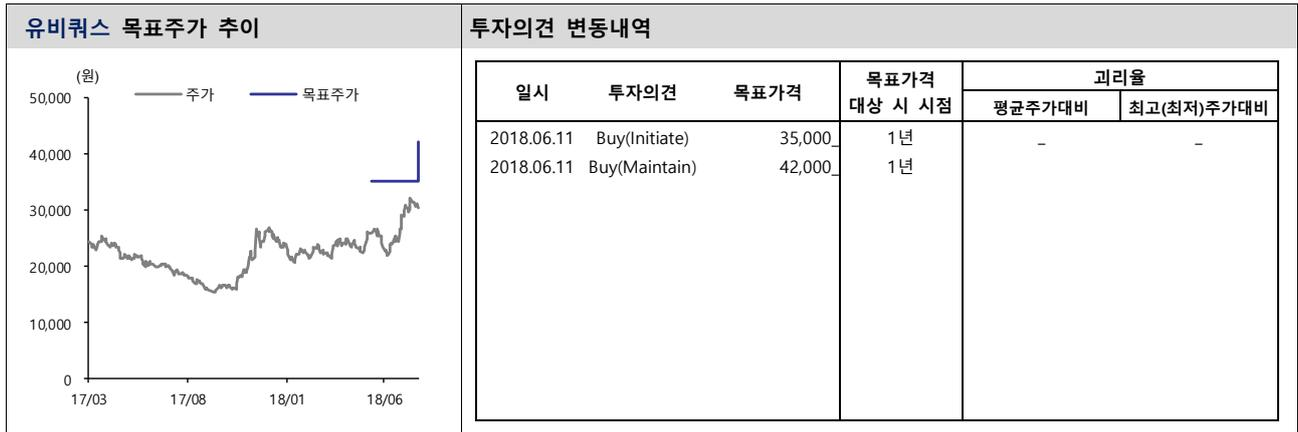 유비쿼스 목표주가 추이
(원)
주가
목표주가
50,000
40,000
30,000
20,000
10,000
0
17/03 17/08 18/01 18/06
투자의견 변동내역
일시 투자의견 목표가격 목표가격 대상 시 시점 괴리율
평균주가대비 최고(최저)주가대비
2018.06.11 Buy(Initiate) 35,000_ 1년 _ _
2018.06.11 Buy(Maintain) 42,000_ 1년